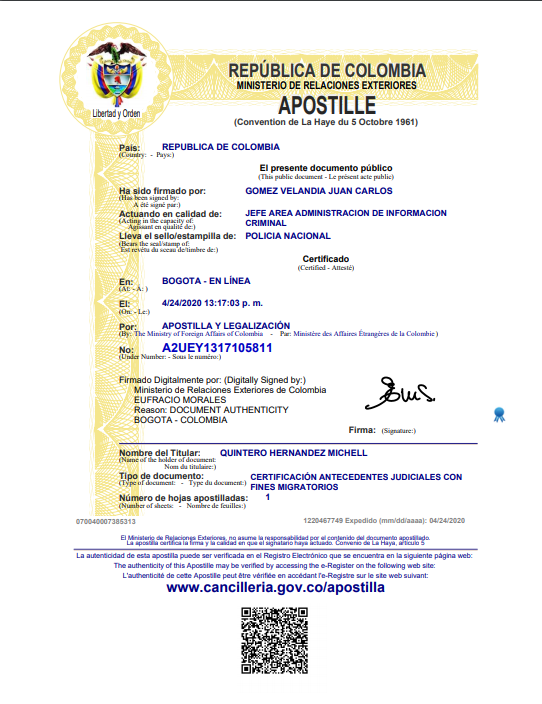 REPÚBLICA DE COLOMBIA
MINISTERIO DE RELACIONES EXTERIORES
APOSTILLE
(Convention de La Haye du 5 Octobre 1961)
Libertad y Orden
País: REPUBLICA DE COLOMBIA
(Country: - Pays:)
El presente documento público
(This public document - Le présent acte public)
Ha sido firmado por: GOMEZ VELANDIA JUAN CARLOS
(Has been signed by:
A été signé par:)
Actuando en calidad de: JEFE AREA ADMINISTRACION DE INFORMACION
(Acting in the capacity of: CRIMINAL
Agissant en qualité de:)
Lleva el sello/estampilla de: POLICIA NACIONAL
(Bears the seal/stamp of:
Est revêtu du sceau de/timbre de:)
Certificado
(Certified - Attesté)
En: BOGOTA - EN LÍNEA
(At: - A: )
El: 4/24/2020 13:17:03 p. m.
(On: - Le:)
Por: APOSTILLA Y LEGALIZACIÓN
(By: The Ministry of Foreign Affairs of Colombia - Par: Ministère des Affaires Étrangères de la Colombie )
No: A2UEY1317105811
(Under Number: - Sous le numéro:)
Firmado Digitalmente por: (Digitally Signed by:)
Ministerio de Relaciones Exteriores de Colombia
EUFRACIO MORALES
Reason: DOCUMENT AUTHENTICITY
BOGOTA - COLOMBIA
Firma: (Signature:)
Nombre del Titular: QUINTERO HERNANDEZ MICHELL
(Name of the holder of document:
Nom du titulaire:)
Tipo de documento: CERTIFICACIÓN ANTECEDENTES JUDICIALES CON
(Type of document: - Type du document:) FINES MIGRATORIOS
Número de hojas apostilladas: 1
(Number of sheets: - Nombre de feuilles:)
070040007385313 1220467749 Expedido (mm/dd/aaaa): 04/24/2020
El Ministerio de Relaciones Exteriores, no asume la responsabilidad por el contenido del documento apostillado.
La apostilla certifica la firma y la calidad en que el signatario haya actuado. Convenio de La Haya, artículo 5
La autenticidad de esta apostilla puede ser verificada en el Registro Electrónico que se encuentra en la siguiente página web:
The authenticity of this Apostille may be verified by accessing the e-Register on the following web site:
L'authenticité de cette Apostille peut être vérifiée en accédant l'e-Registre sur le site web suivant:
www.cancilleria.gov.co/apostilla